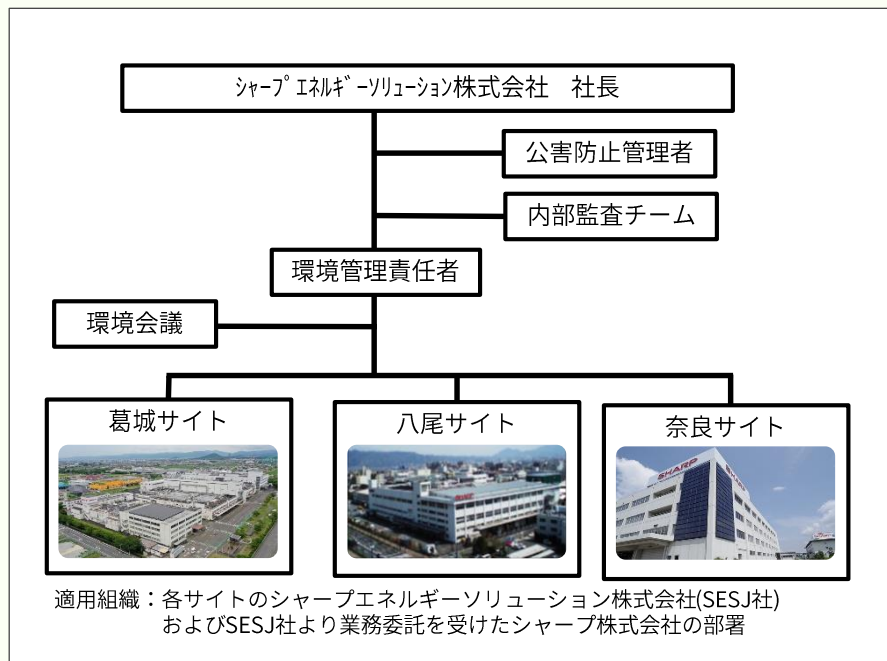 ｼｬｰﾌﾟｴﾈﾙｷﾞｰソリューション株式会社　社長
公害防止管理者
内部監査チーム
環境管理責任者
環境会議
葛城サイト
八尾サイト
奈良サイト
SHARP
適用組織：各サイトのシャープエネルギーソリューション株式会社(SESJ社)
およびSESJ社より業務委託を受けたシャープ株式会社の部署